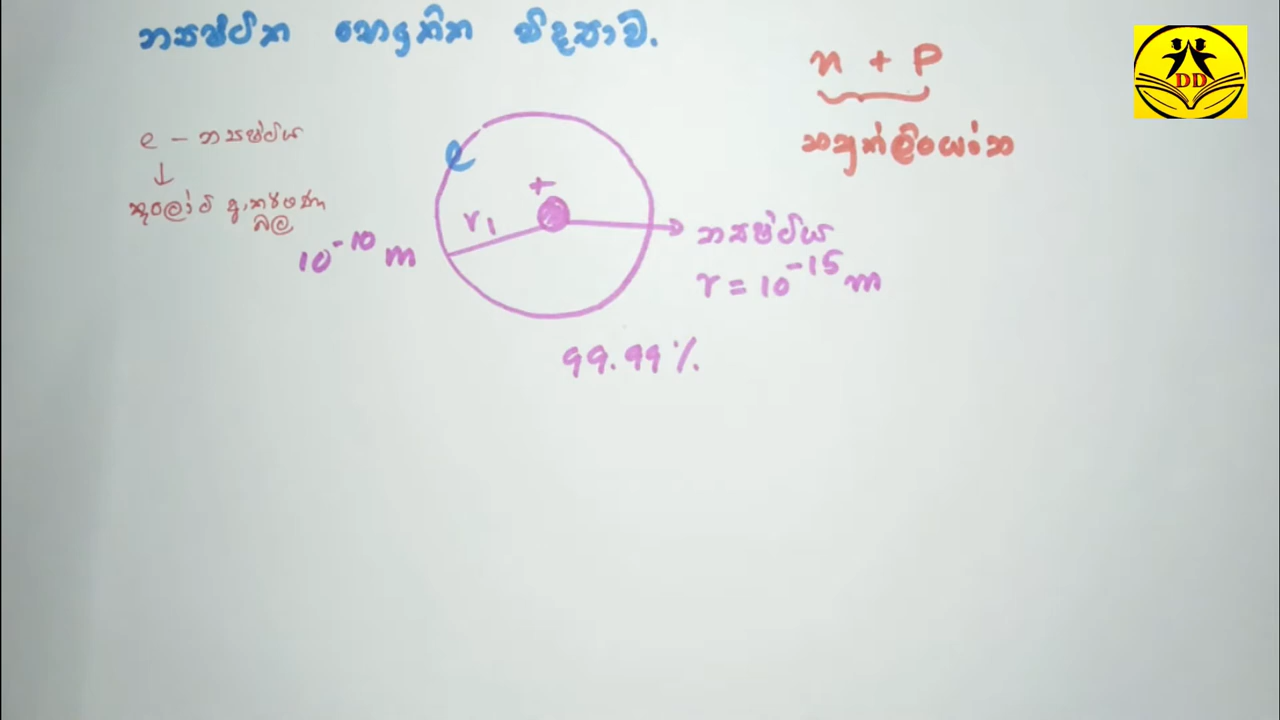 න්‍යෂ්ටික භෞතික විද්‍යාව.
n + P
න්‍යුක්ලියෝන
e – න්‍යෂ්ටිය
↓
කූලෝම් ආකර්ෂණ
බල
e
+
r₁
10⁻¹⁰ m
න්‍යෂ්ටිය
r = 10⁻¹⁵ m
99.99%
DD